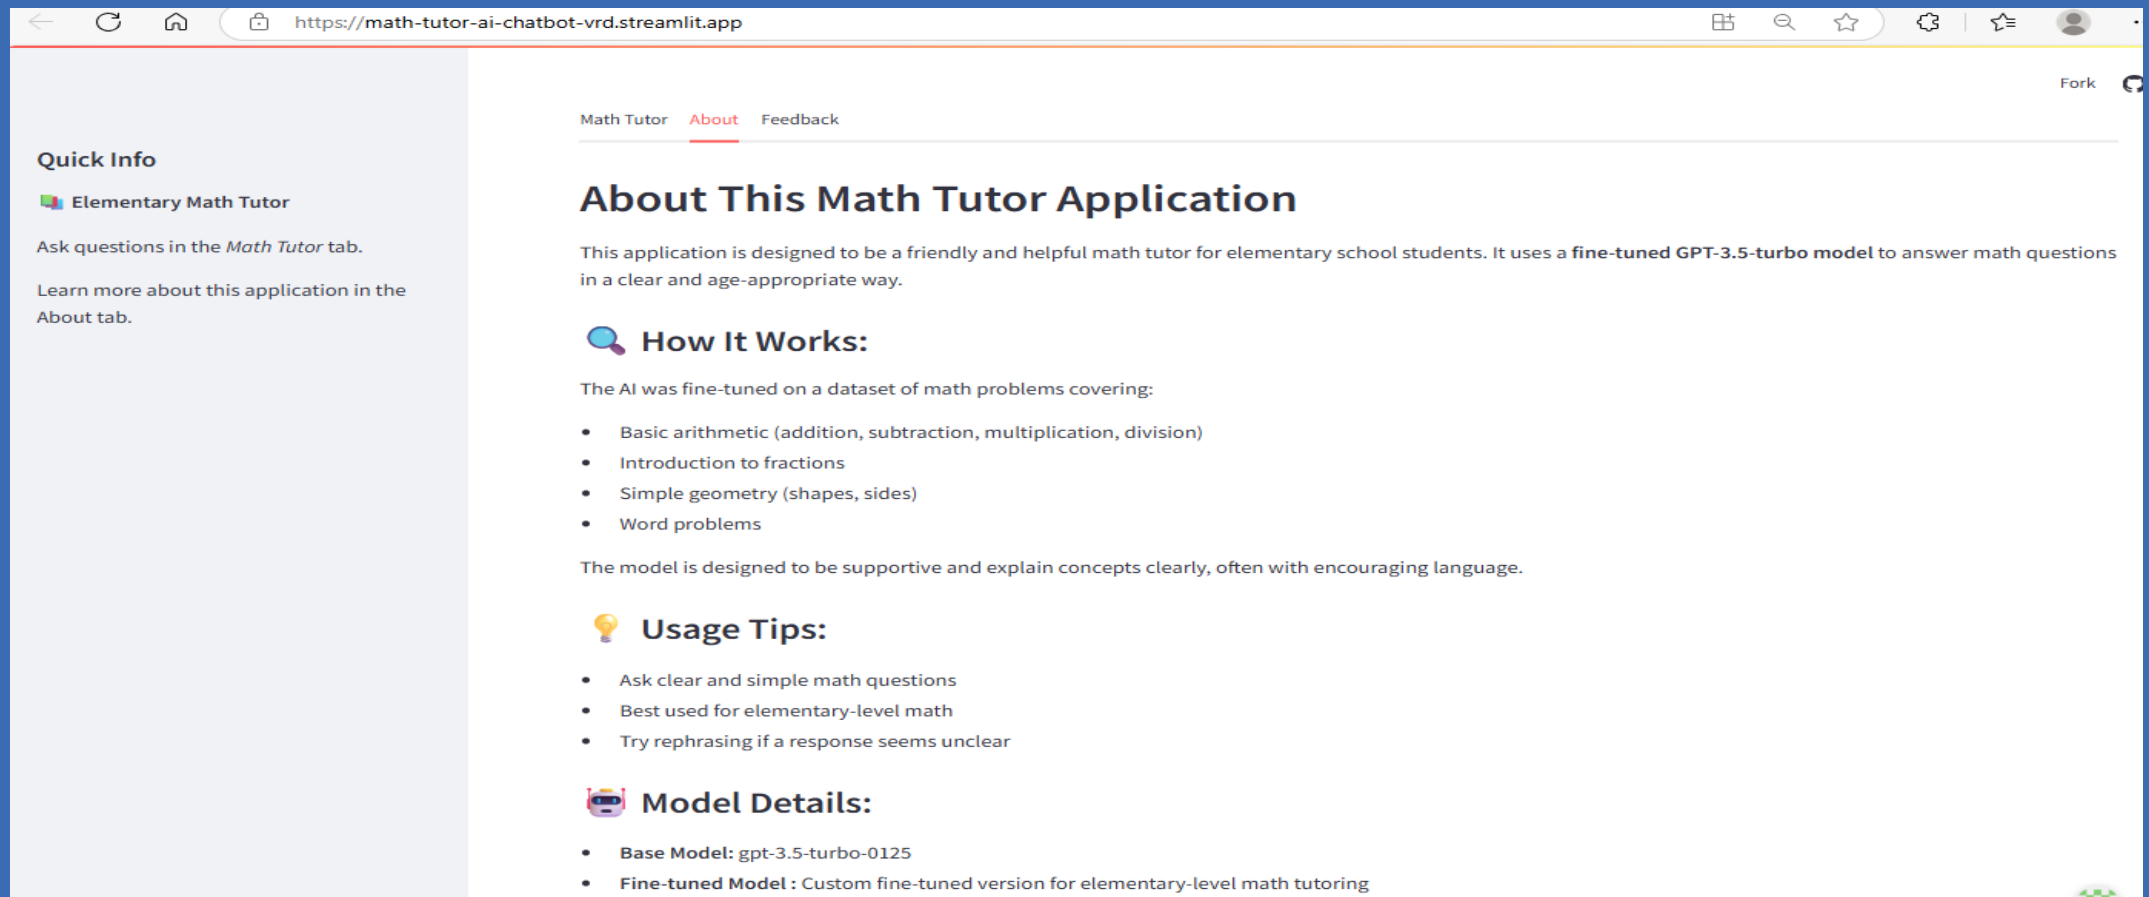 https://math-tutor-ai-chatbot-vrd.streamlit.app
Fork
Math Tutor About Feedback
Quick Info
Elementary Math Tutor
Ask questions in the Math Tutor tab.
Learn more about this application in the
About tab.
About This Math Tutor Application
This application is designed to be a friendly and helpful math tutor for elementary school students. It uses a fine-tuned GPT-3.5-turbo model to answer math questions
in a clear and age-appropriate way.
How It Works:
The AI was fine-tuned on a dataset of math problems covering:
• Basic arithmetic (addition, subtraction, multiplication, division)
• Introduction to fractions
• Simple geometry (shapes, sides)
• Word problems
The model is designed to be supportive and explain concepts clearly, often with encouraging language.
Usage Tips:
• Ask clear and simple math questions
• Best used for elementary-level math
• Try rephrasing if a response seems unclear
Model Details:
• Base Model: gpt-3.5-turbo-0125
• Fine-tuned Model : Custom fine-tuned version for elementary-level math tutoring